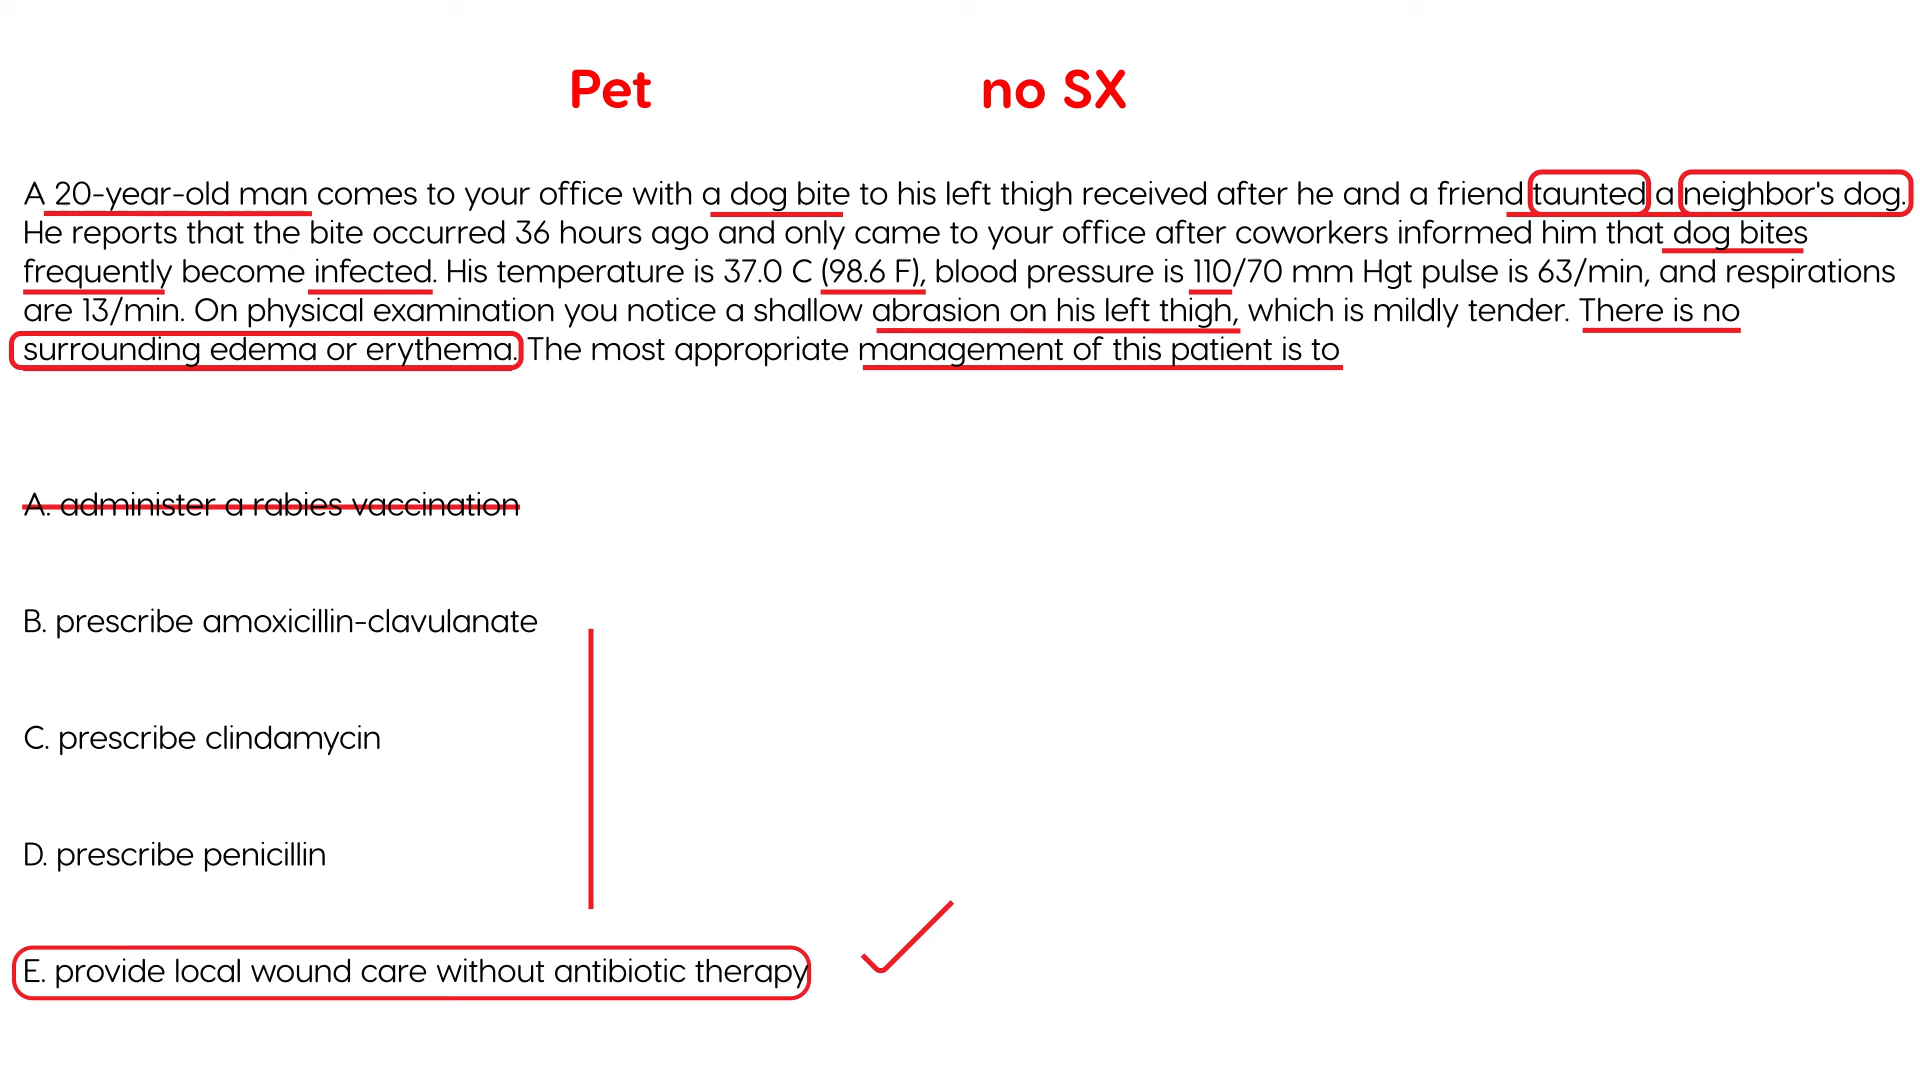 Pet no SX
A 20-year-old man comes to your office with a dog bite to his left thigh received after he and a friend taunted a neighbor's dog.
He reports that the bite occurred 36 hours ago and only came to your office after coworkers informed him that dog bites
frequently become infected. His temperature is 37.0 C (98.6 F), blood pressure is 110/70 mm Hgt pulse is 63/min, and respirations
are 13/min. On physical examination you notice a shallow abrasion on his left thigh, which is mildly tender. There is no
surrounding edema or erythema. The most appropriate management of this patient is to
A. administer a rabies vaccination
B. prescribe amoxicillin-clavulanate
C. prescribe clindamycin
D. prescribe penicillin
E. provide local wound care without antibiotic therapy